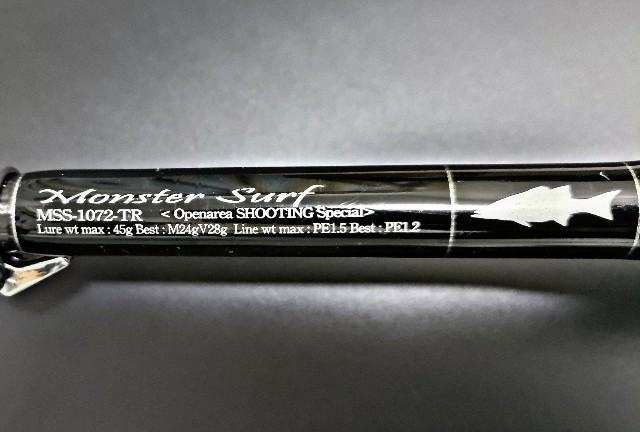 Monster Surf
MSS-1072-TR <Openarea SHOOTING Special>
Lure wt max : 45g Best : M24gV28g Line wt max : PE1.5 Best : PE1.2